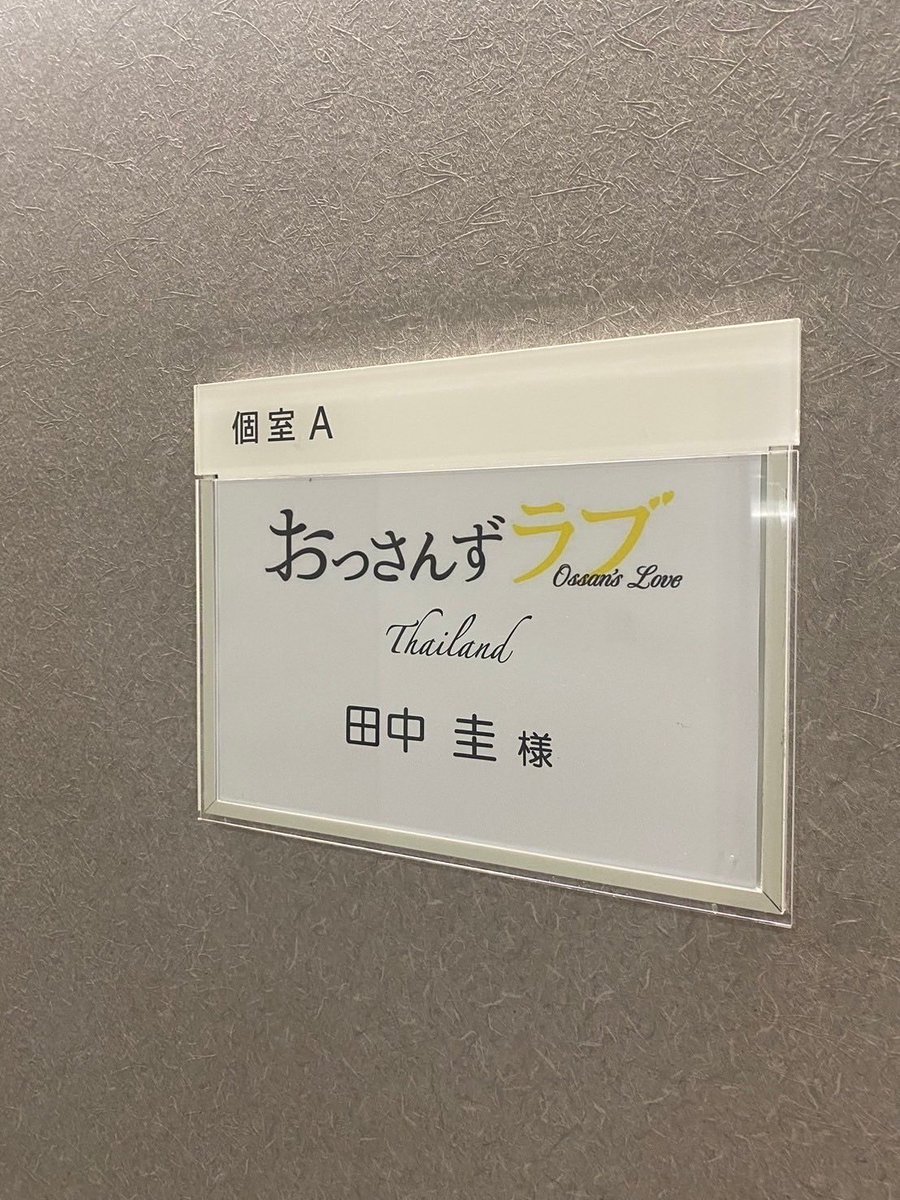 個室 A
おっさんずラブ
Ossan's Love
Thailand
田中 圭 様